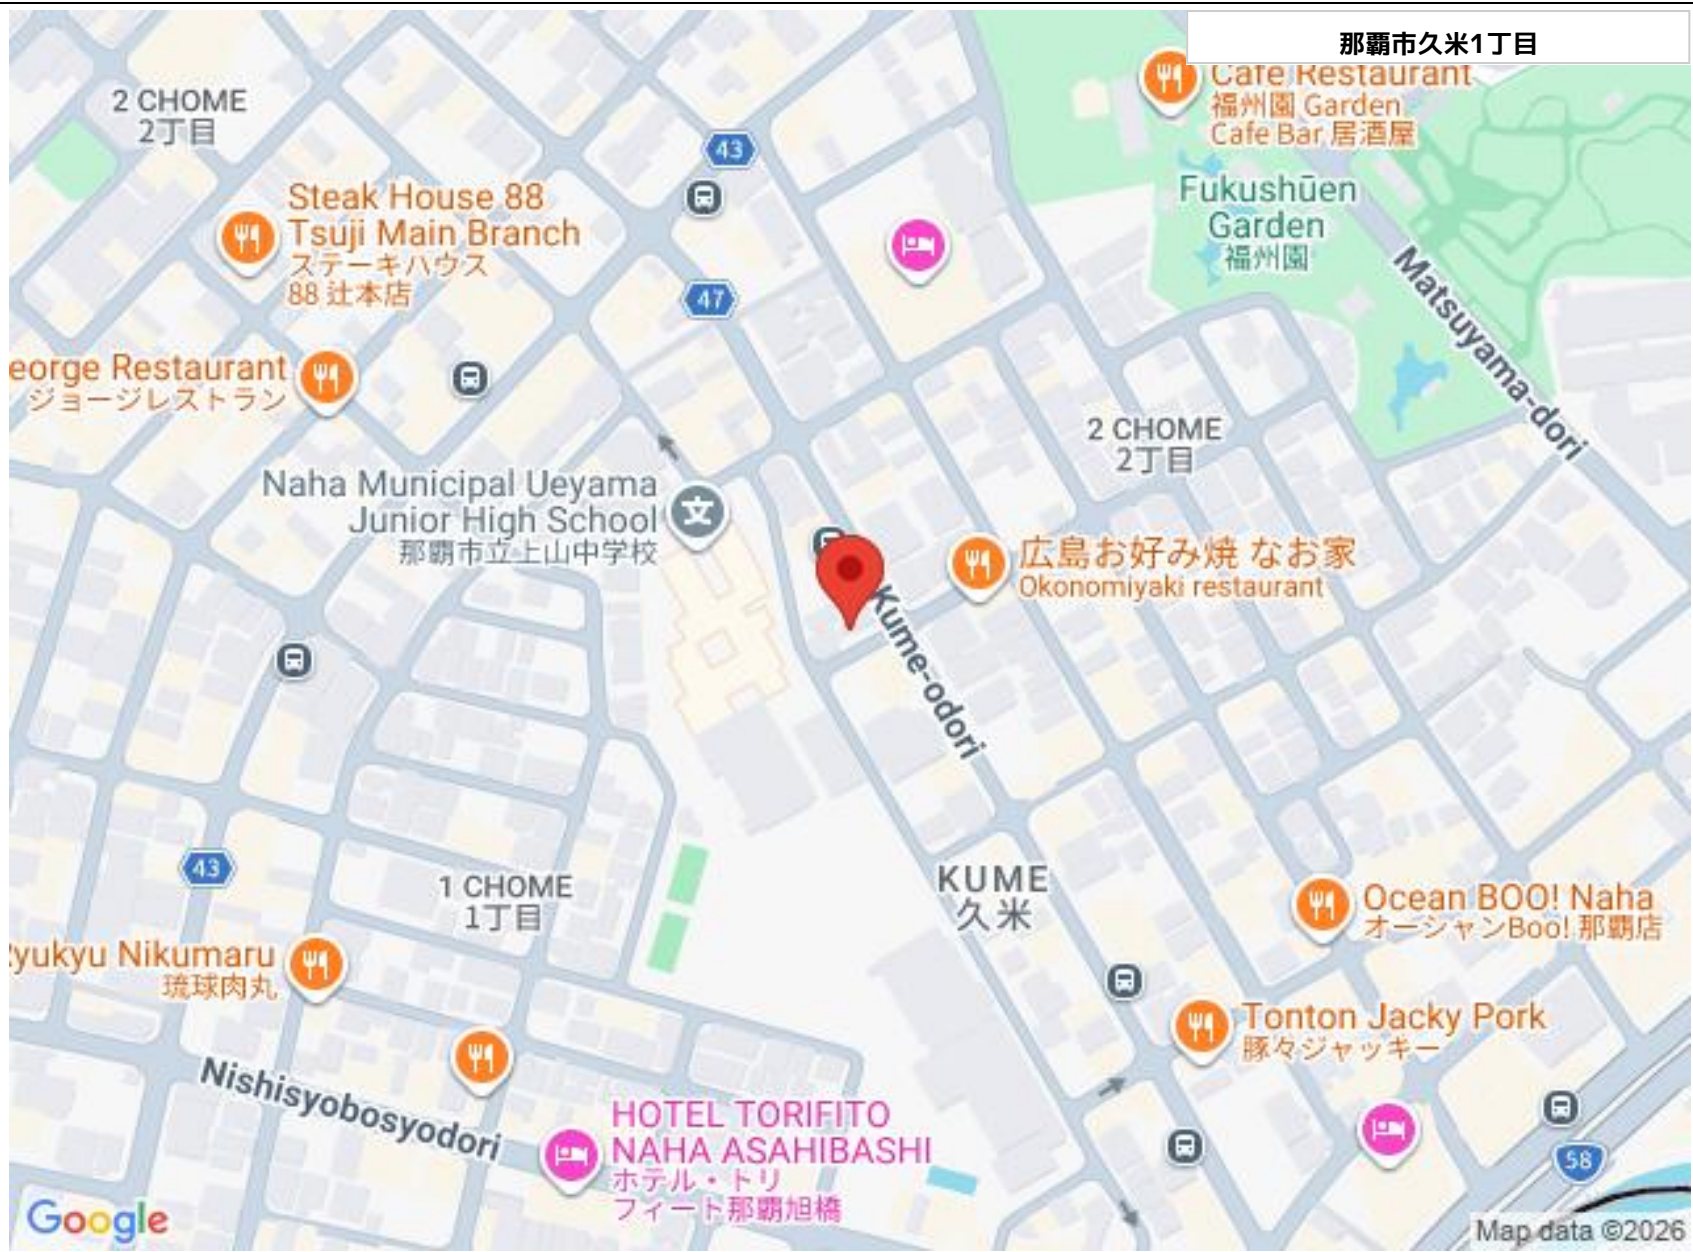 那覇市久米1丁目
2 CHOME
2丁目
43
Cafe Restaurant
福州園 Garden
Cafe Bar 居酒屋
Steak House 88
Tsuji Main Branch
ステーキハウス
88 辻本店
47
Fukushūen
Garden
福州園
Matsuyama-dori
eorge Restaurant
ジョージレストラン
2 CHOME
2丁目
Naha Municipal Ueyama
Junior High School
那覇市立上山中学校
文
広島お好み焼 なお家
Okonomiyaki restaurant
Kume-odori
43
1 CHOME
1丁目
KUME
久米
Ocean BOO! Naha
オーシャンBoo! 那覇店
yukyu Nikumaru
琉球肉丸
Tonton Jacky Pork
豚々ジャッキー
Nishisyobosyodori
HOTEL TORIFITO
NAHA ASAHIBASHI
ホテル・トリ
フィート那覇旭橋
58
Google
Map data ©2026